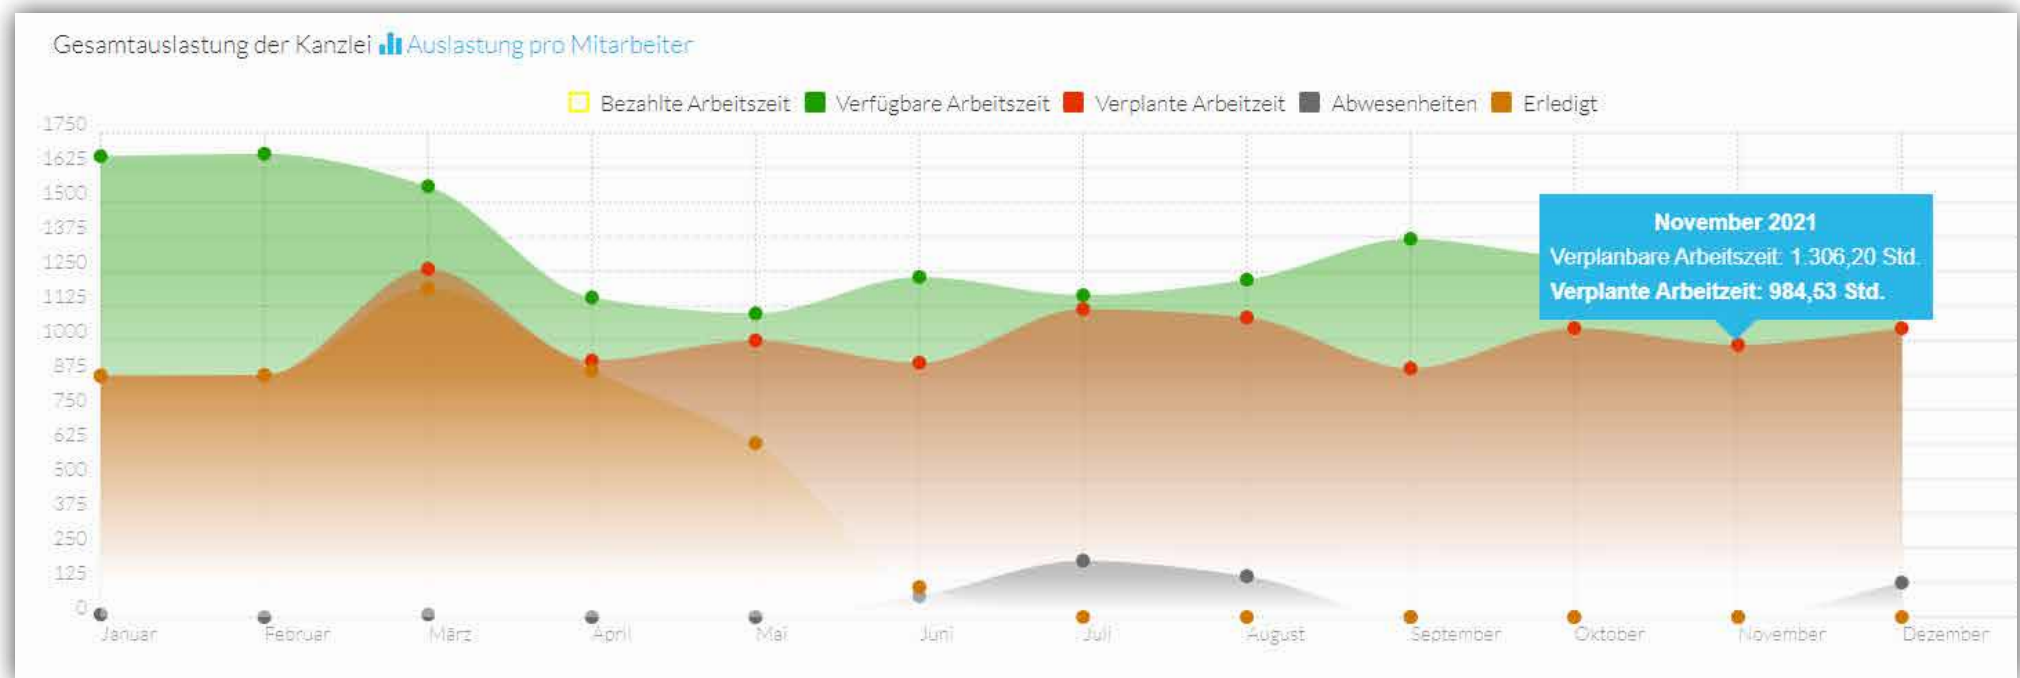 Gesamtauslastung der Kanzlei Auslastung pro Mitarbeiter
Bezahlte Arbeitszeit Verfügbare Arbeitszeit Verplante Arbeitzeit Abwesenheiten Erledigt
1750
1625
1500
1375
1250
1125
1000
875
750
625
500
375
250
125
0
November 2021
Verplanbare Arbeitszeit: 1.306,20 Std.
Verplante Arbeitzeit: 984,53 Std.
Januar Februar März April Mai Juni Juli August September Oktober November Dezember